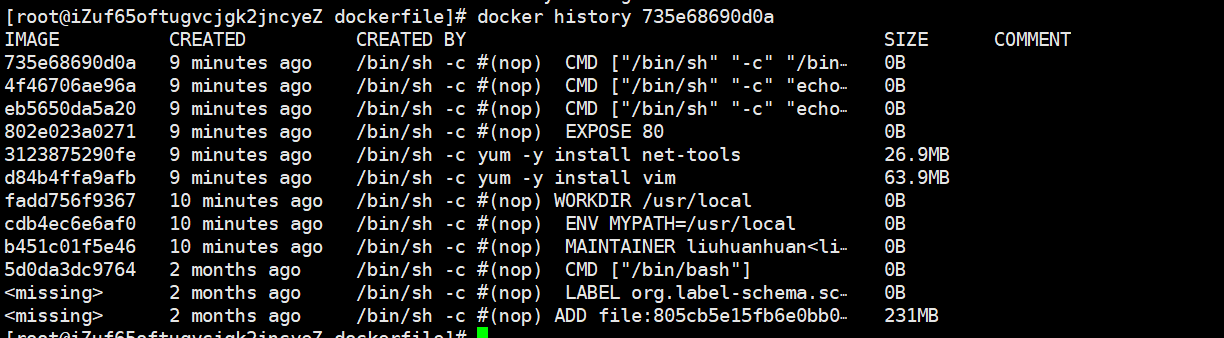 [root@iZuf65oftugvcjgk2jncyeZ dockerfile]# docker history 735e68690d0a
IMAGE CREATED CREATED BY SIZE COMMENT
735e68690d0a 9 minutes ago /bin/sh -c #(nop) CMD ["/bin/sh" "-c" "/bin… 0B
4f46706ae96a 9 minutes ago /bin/sh -c #(nop) CMD ["/bin/sh" "-c" "echo… 0B
eb5650da5a20 9 minutes ago /bin/sh -c #(nop) CMD ["/bin/sh" "-c" "echo… 0B
802e023a0271 9 minutes ago /bin/sh -c #(nop) EXPOSE 80 0B
3123875290fe 9 minutes ago /bin/sh -c yum -y install net-tools 26.9MB
d84b4ffa9afb 9 minutes ago /bin/sh -c yum -y install vim 63.9MB
fadd756f9367 10 minutes ago /bin/sh -c #(nop) WORKDIR /usr/local 0B
cdb4ec6e6af0 10 minutes ago /bin/sh -c #(nop) ENV MYPATH=/usr/local 0B
b451c01f5e46 10 minutes ago /bin/sh -c #(nop) MAINTAINER liuhuanhuan<li… 0B
5d0da3dc9764 2 months ago /bin/sh -c #(nop) CMD ["/bin/bash"] 0B
<missing> 2 months ago /bin/sh -c #(nop) LABEL org.label-schema.sc… 0B
<missing> 2 months ago /bin/sh -c #(nop) ADD file:805cb5e15fb6e0bb0… 231MB
[root@iZuf65oftugvcjgk2jncyeZ dockerfile]#